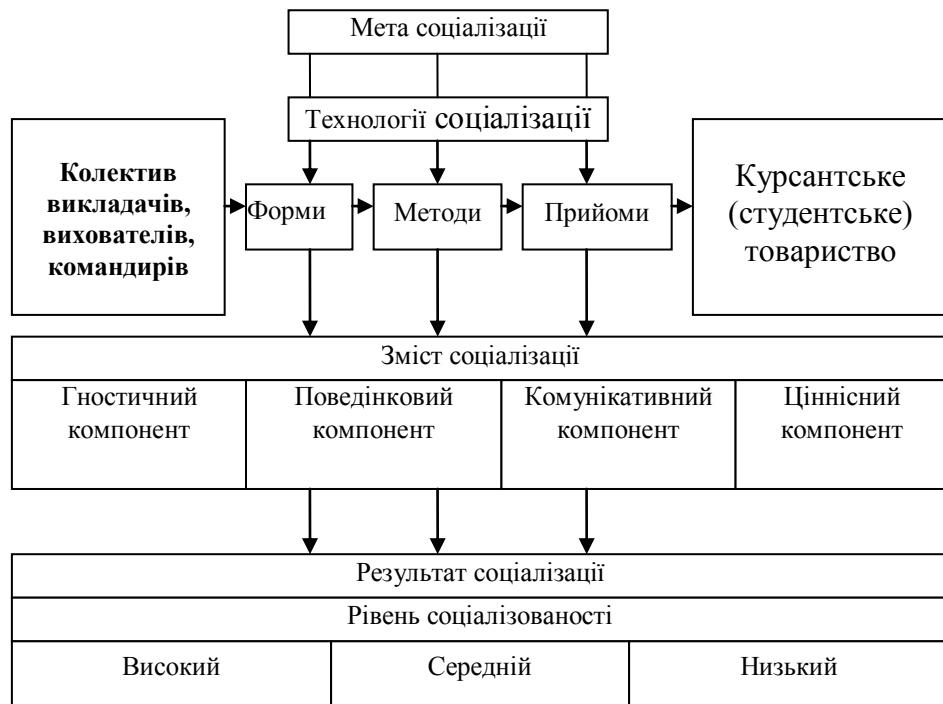 Мета соціалізації
Технології соціалізації
Колектив
викладачів,
вихователів,
командирів
Форми
Методи
Прийоми
Курсантське
(студентське)
товариство
Зміст соціалізації
Гностичний
компонент
Поведінковий
компонент
Комунікативний
компонент
Ціннісний
компонент
Результат соціалізації
Рівень соціалізованості
Високий
Середній
Низький